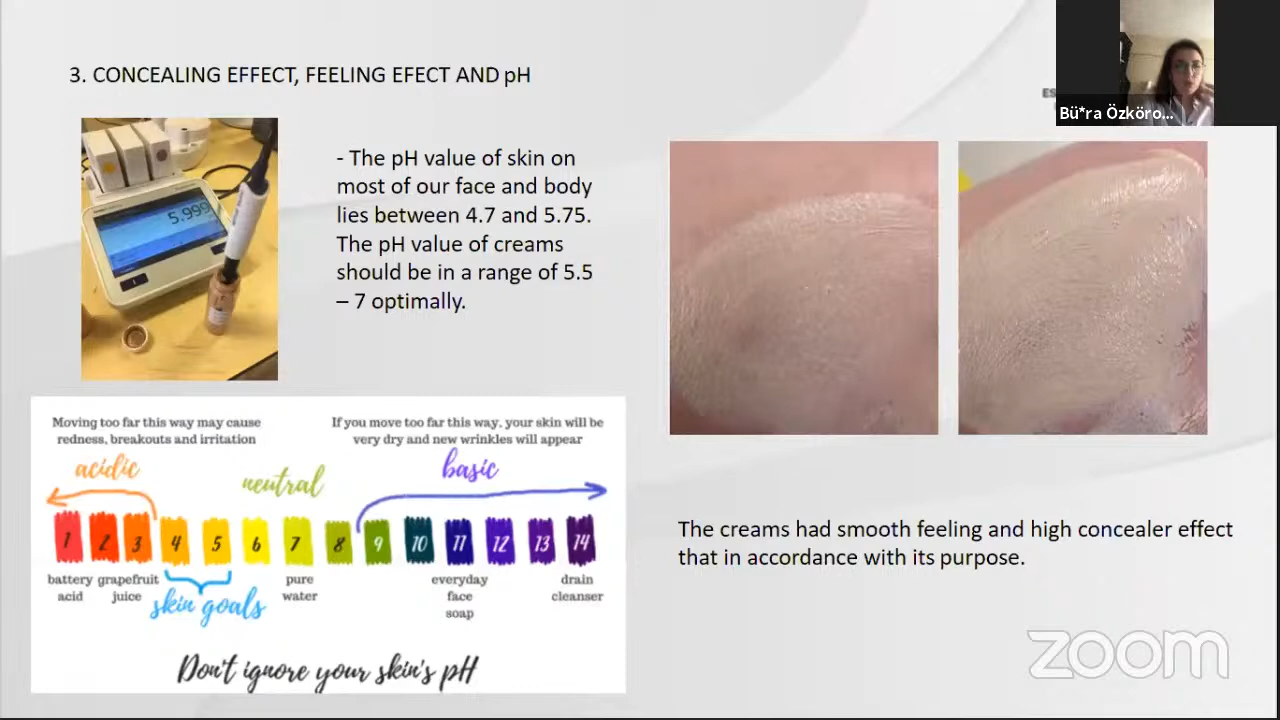 3. CONCEALING EFFECT, FEELING EFECT AND pH
ES
Bü*ra Özköro...
5.999
- The pH value of skin on
most of our face and body
lies between 4.7 and 5.75.
The pH value of creams
should be in a range of 5.5
– 7 optimally.
Moving too far this way may cause
redness, breakouts and irritation
If you move too far this way, your skin will be
very dry and new wrinkles will appear
acidic
neutral
basic
1 2 3 4 5 6 7 8 9 10 11 12 13 14
battery
acid
grapefruit
juice
skin goals
pure
water
everyday
face
soap
drain
cleanser
Don't ignore your skin's pH
The creams had smooth feeling and high concealer effect
that in accordance with its purpose.
zoom